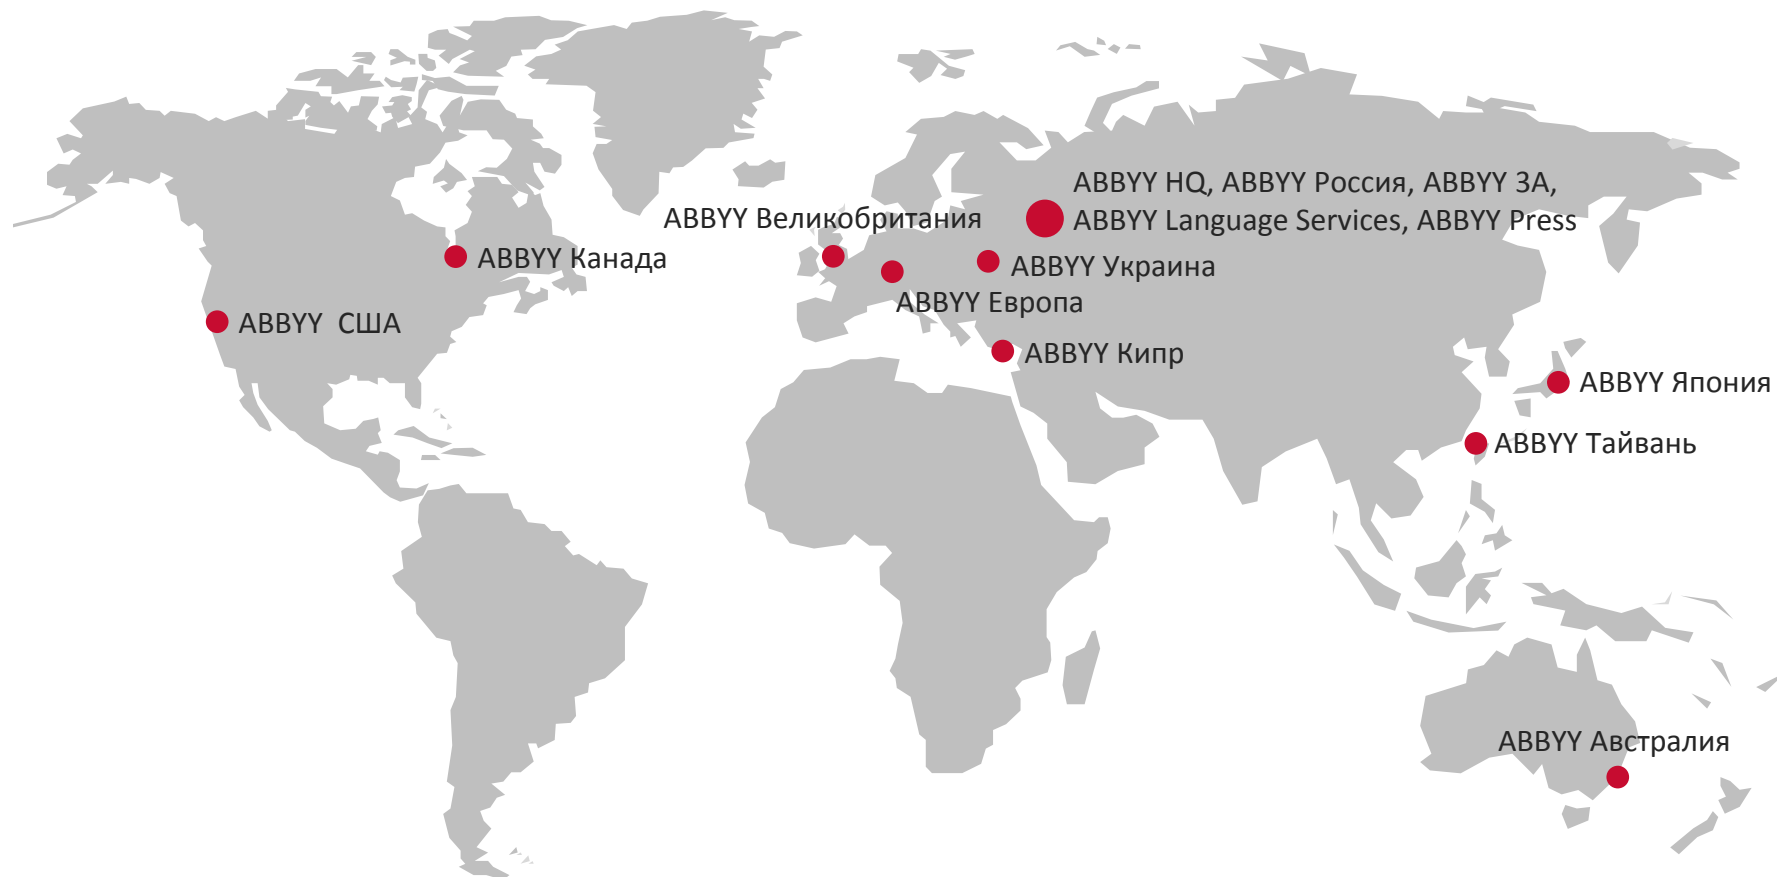 ABBYY HQ, ABBYY Россия, ABBYY 3A,
ABBYY Language Services, ABBYY Press
ABBYY Великобритания
ABBYY Канада
ABBYY Украина
ABBYY Европа
ABBYY США
ABBYY Кипр
ABBYY Япония
ABBYY Тайвань
ABBYY Австралия